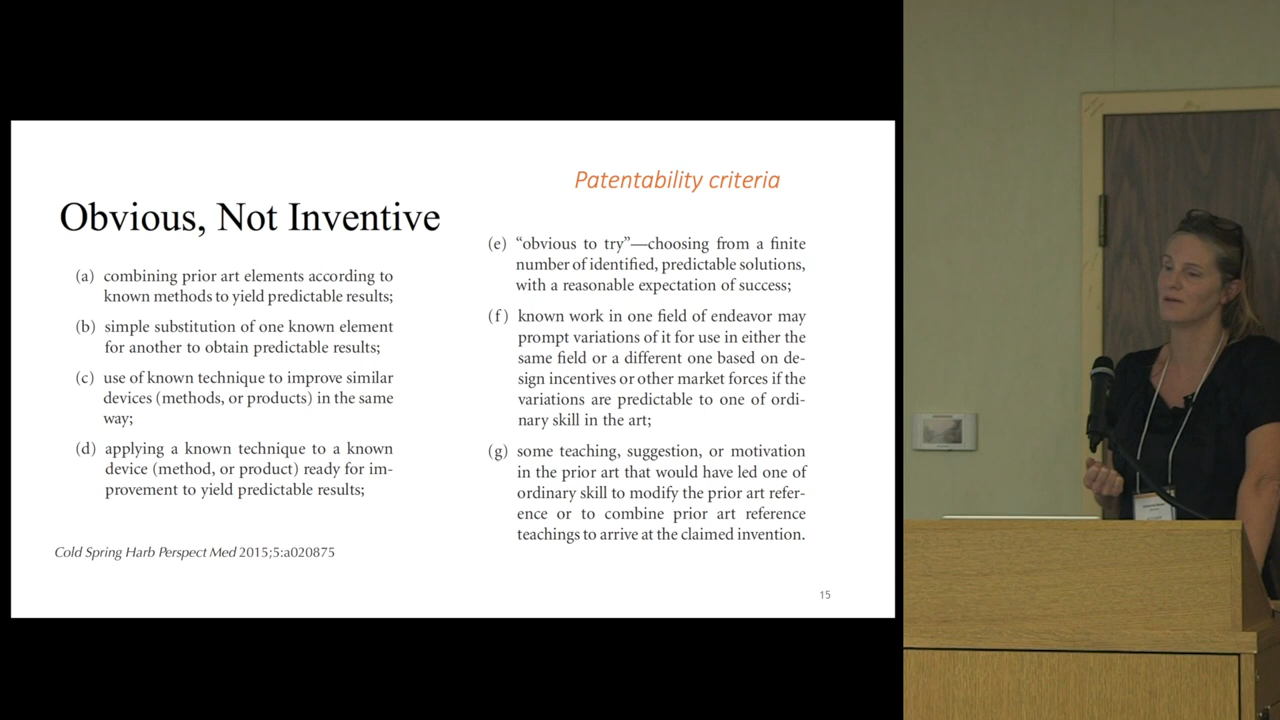 Patentability criteria
Obvious, Not Inventive
(a) combining prior art elements according to
known methods to yield predictable results;
(b) simple substitution of one known element
for another to obtain predictable results;
(c) use of known technique to improve similar
devices (methods, or products) in the same
way;
(d) applying a known technique to a known
device (method, or product) ready for im-
provement to yield predictable results;
(e) “obvious to try”—choosing from a finite
number of identified, predictable solutions,
with a reasonable expectation of success;
(f) known work in one field of endeavor may
prompt variations of it for use in either the
same field or a different one based on de-
sign incentives or other market forces if the
variations are predictable to one of ordi-
nary skill in the art;
(g) some teaching, suggestion, or motivation
in the prior art that would have led one of
ordinary skill to modify the prior art refer-
ence or to combine prior art reference
teachings to arrive at the claimed invention.
Cold Spring Harb Perspect Med 2015;5:a020875
15